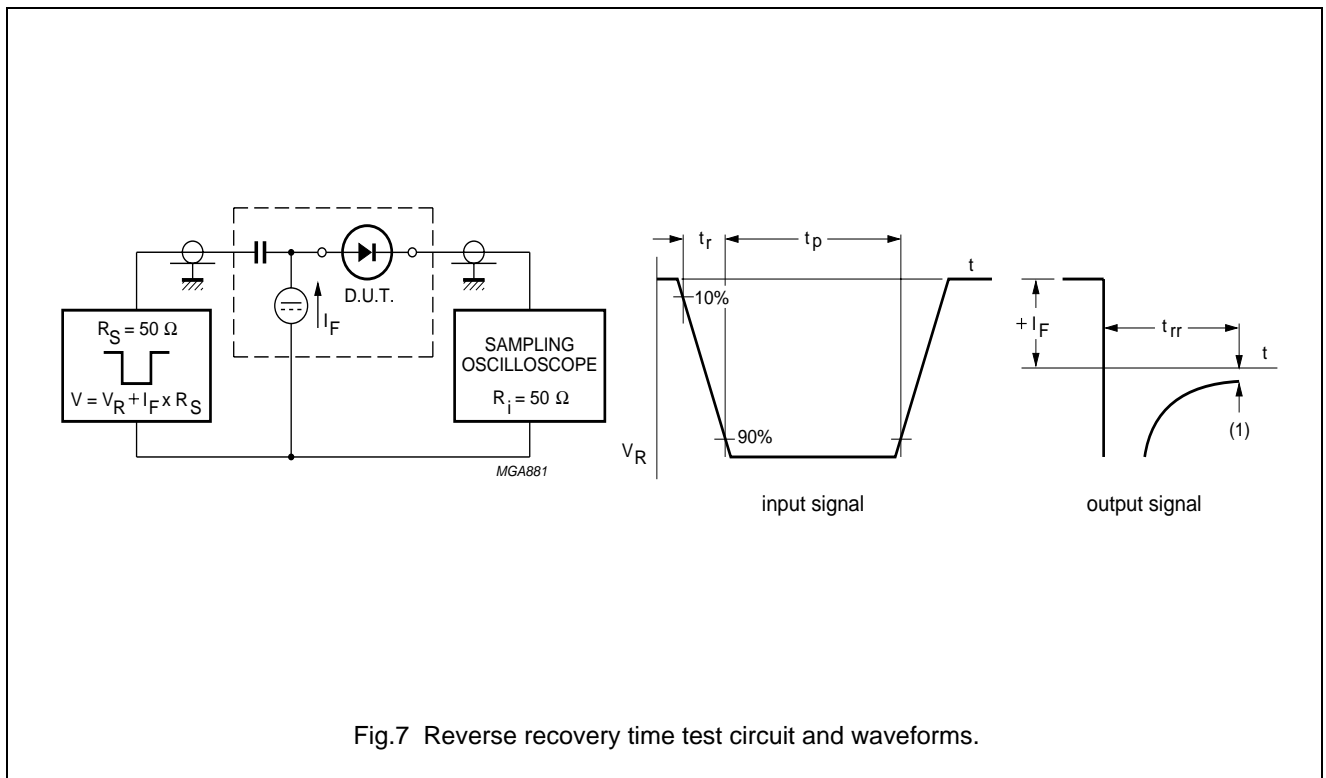 D.U.T.
I_F
R_S = 50 Ω
V = V_R + I_F x R_S
SAMPLING
OSCILLOSCOPE
R_i = 50 Ω
MGA881
t_r
t_p
t
10%
90%
V_R
input signal
+ I_F
t_rr
t
(1)
output signal
Fig.7 Reverse recovery time test circuit and waveforms.